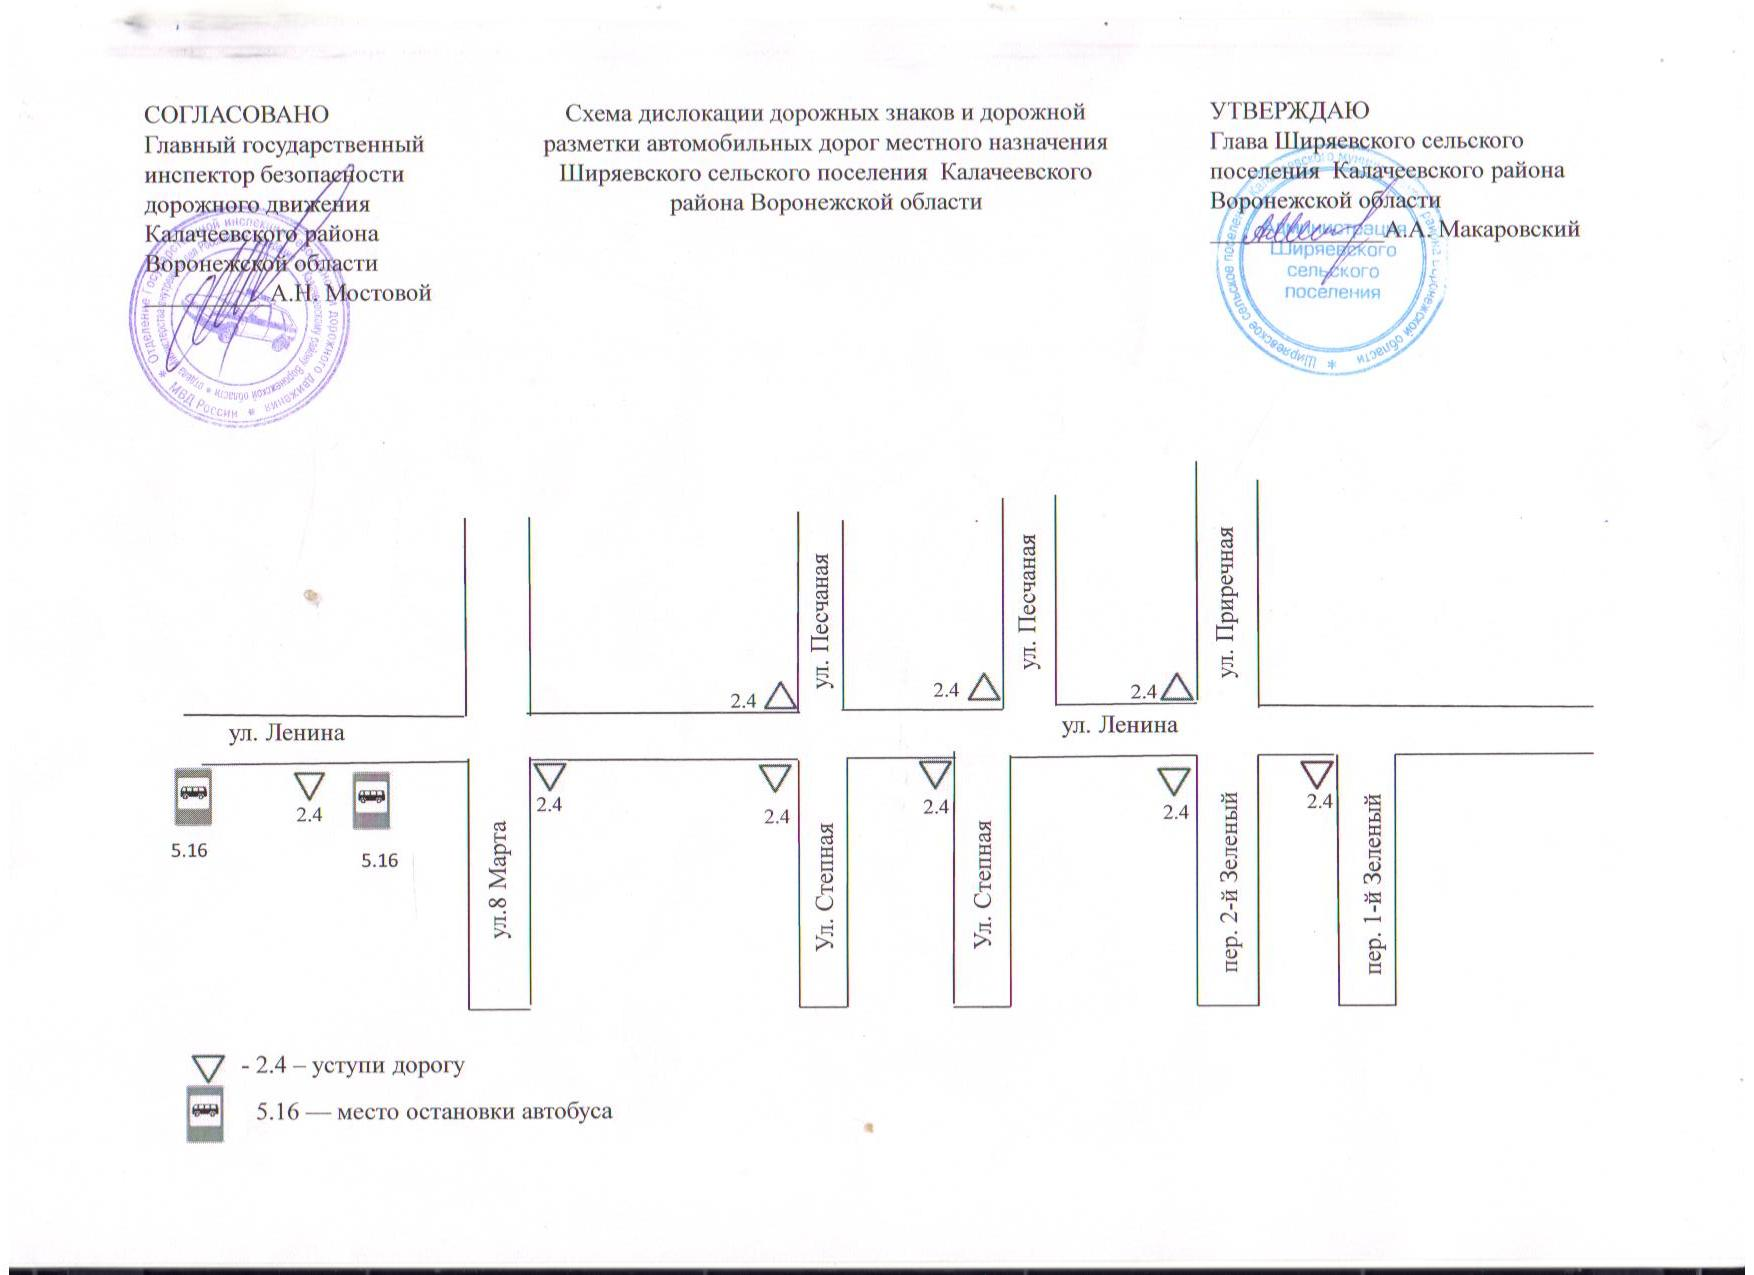 СОГЛАСОВАНО
Главный государственный
инспектор безопасности
дорожного движения
Калачеевского района
Воронежской области
А.Н. Мостовой
Схема дислокации дорожных знаков и дорожной
разметки автомобильных дорог местного назначения
Ширяевского сельского поселения Калачеевского
района Воронежской области
УТВЕРЖДАЮ
Глава Ширяевского сельского
поселения Калачеевского района
Воронежской области
А.А. Макаровский
Администрация
Ширяевского
сельского
поселения
МВД России
ул. Песчаная
ул. Песчаная
ул. Приречная
2.4
2.4
2.4
ул. Ленина
ул. Ленина
2.4
2.4
2.4
2.4
2.4
2.4
5.16
5.16
ул.8 Марта
Ул. Степная
Ул. Степная
пер. 2-й Зеленый
пер. 1-й Зеленый
- 2.4 – уступи дорогу
5.16 — место остановки автобуса